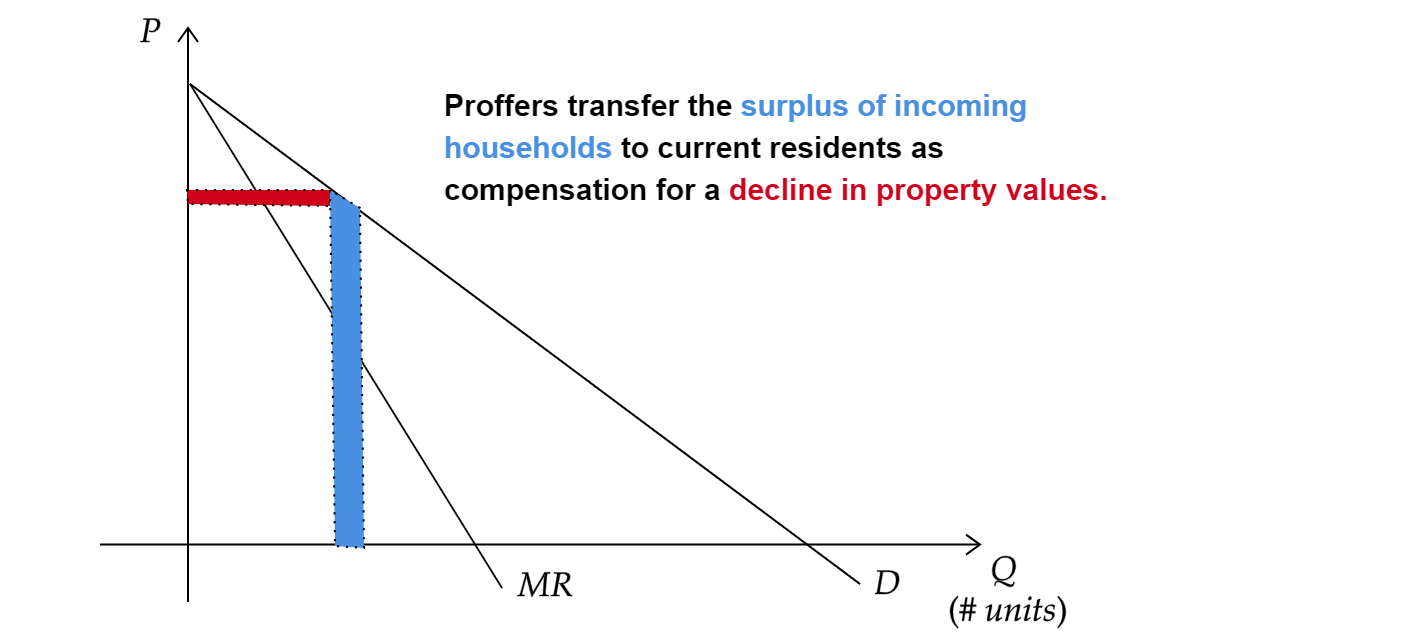 P
Proffers transfer the surplus of incoming
households to current residents as
compensation for a decline in property values.
MR
D
Q
(# units)